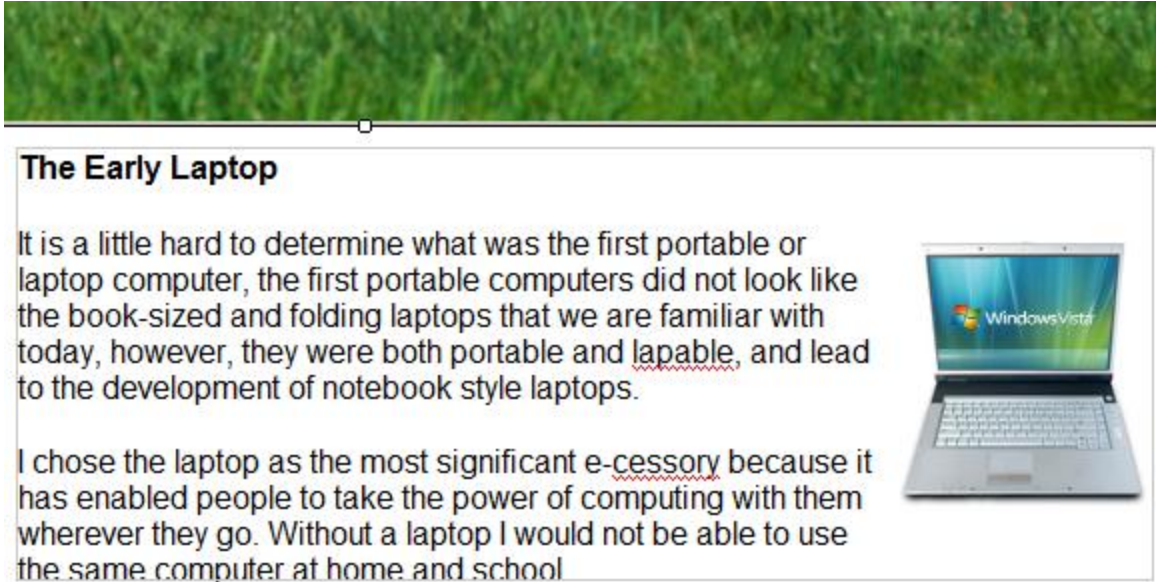 The Early Laptop
It is a little hard to determine what was the first portable or
laptop computer, the first portable computers did not look like
the book-sized and folding laptops that we are familiar with
today, however, they were both portable and lapable, and lead
to the development of notebook style laptops.
WindowsVista
I chose the laptop as the most significant e-cessory because it
has enabled people to take the power of computing with them
wherever they go. Without a laptop I would not be able to use
the same computer at home and school